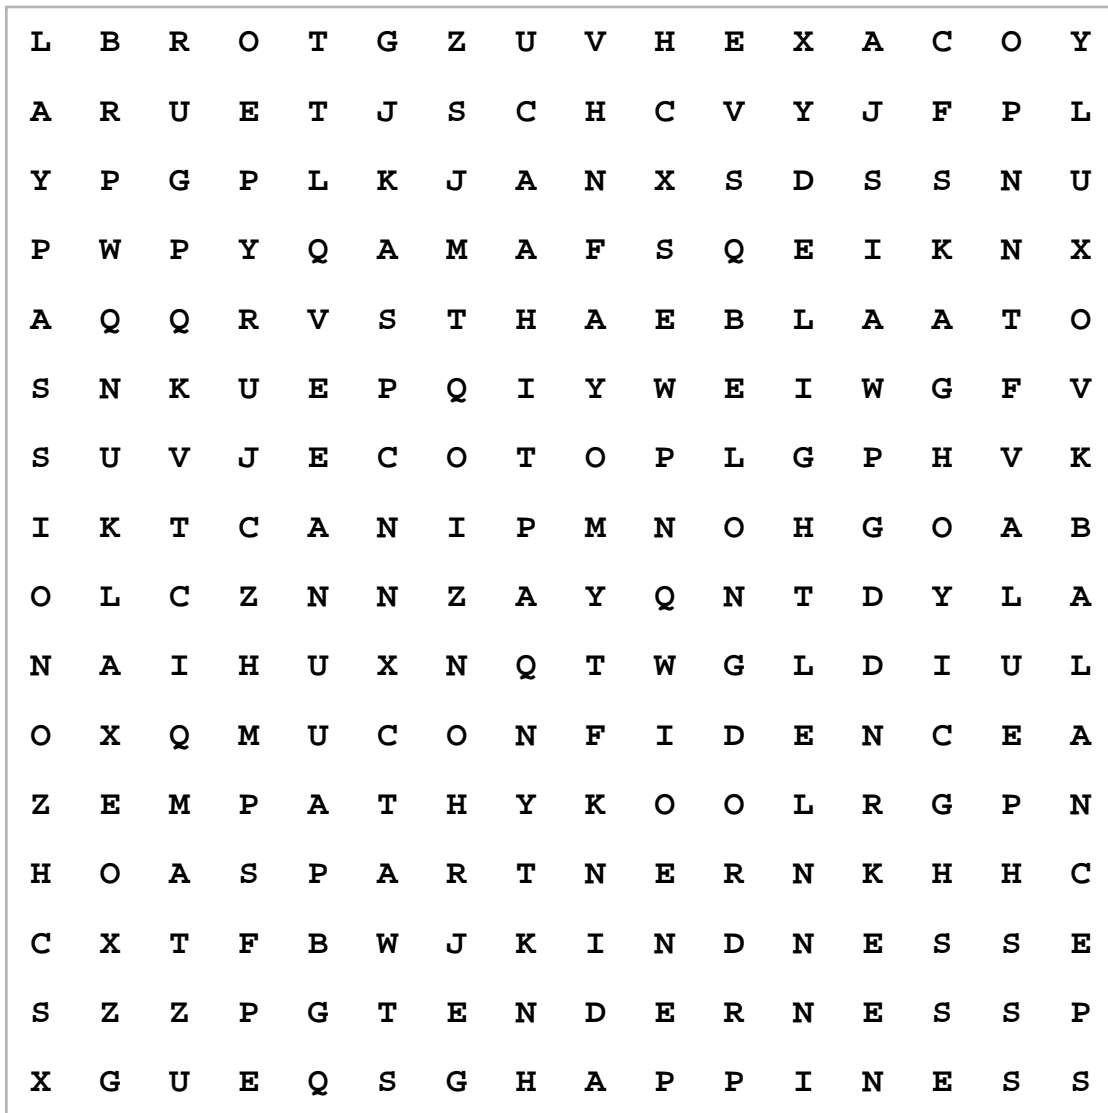 L B R O T G Z U V H E X A C O Y
A R U E T J S C H C V Y J F P L
Y P G P L K J A N X S D S S N U
P W P Y Q A M A F S Q E I K N X
A Q Q R V S T H A E B L A A T O
S N K U E P Q I Y W E I W G F V
S U V J E C O T O P L G P H V K
I K T C A N I P M N O H G O A B
O L C Z N N Z A Y Q N T D Y L A
N A I H U X N Q T W G L D I U L
O X Q M U C O N F I D E N C E A
Z E M P A T H Y K O O L R G P N
H O A S P A R T N E R N K H H C
C X T F B W J K I N D N E S S E
S Z Z P G T E N D E R N E S S P
X G U E Q S G H A P P I N E S S